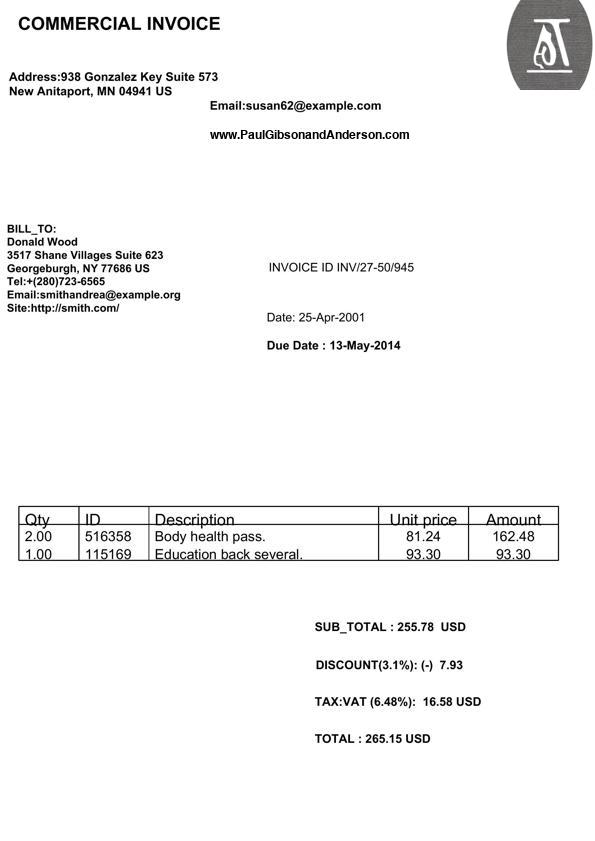 COMMERCIAL INVOICE
Address:938 Gonzalez Key Suite 573
New Anitaport, MN 04941 US
Email:susan62@example.com
www.PaulGibsonandAnderson.com
BILL_TO:
Donald Wood
3517 Shane Villages Suite 623
Georgeburgh, NY 77686 US
Tel:+(280)723-6565
Email:smithandrea@example.org
Site:http://smith.com/
INVOICE ID INV/27-50/945
Date: 25-Apr-2001
Due Date : 13-May-2014
Qty ID Description Unit price Amount
2.00 516358 Body health pass. 81.24 162.48
1.00 115169 Education back several. 93.30 93.30
SUB_TOTAL : 255.78 USD
DISCOUNT(3.1%): (-) 7.93
TAX:VAT (6.48%): 16.58 USD
TOTAL : 265.15 USD